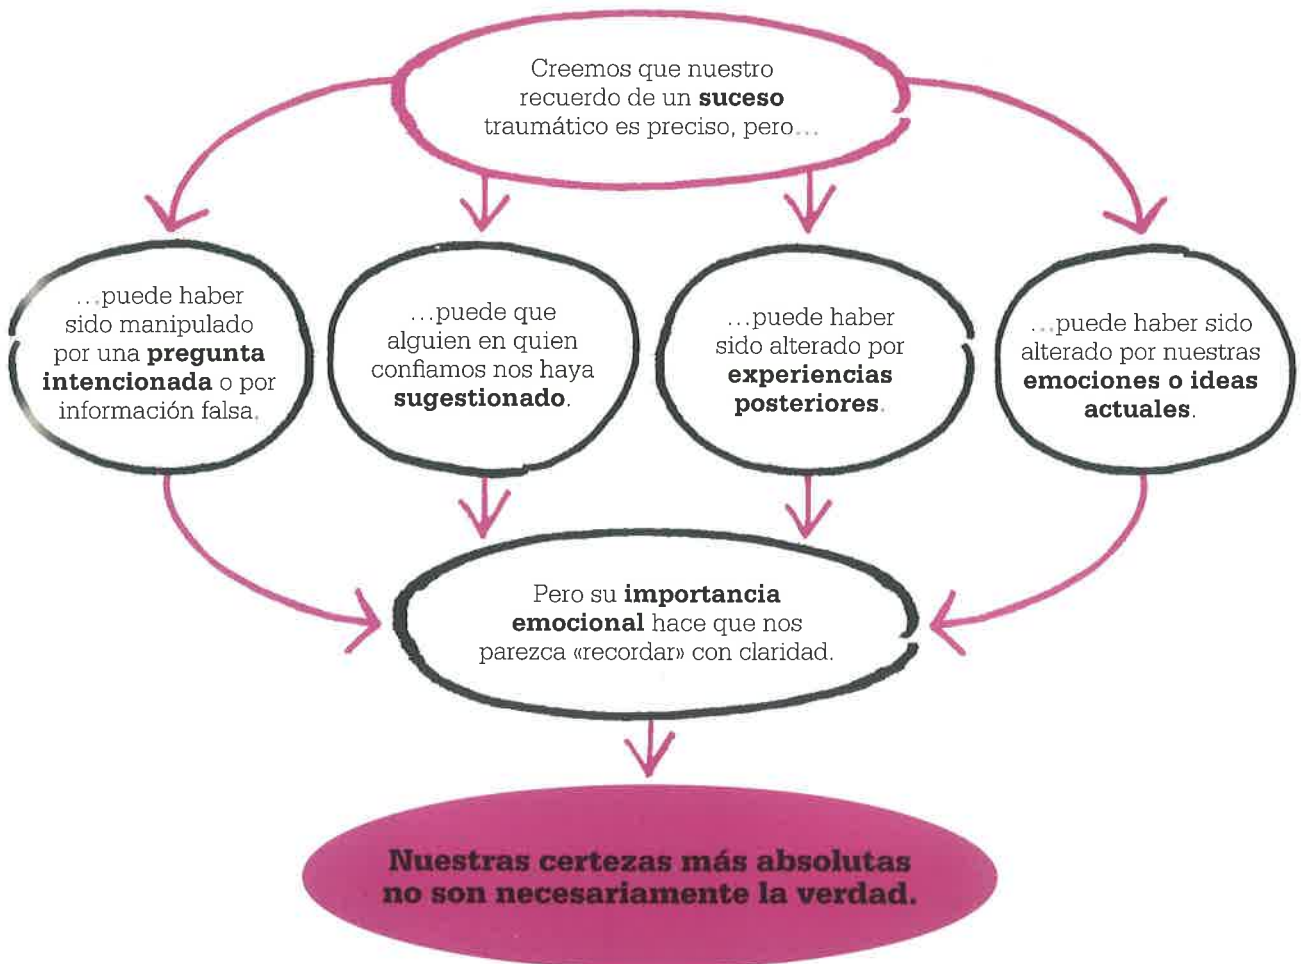 Creemos que nuestro
recuerdo de un suceso
traumático es preciso, pero...
...puede haber
sido manipulado
por una pregunta
intencionada o por
información falsa.
...puede que
alguien en quien
confiamos nos haya
sugestionado.
...puede haber
sido alterado por
experiencias
posteriores.
...puede haber sido
alterado por nuestras
emociones o ideas
actuales.
Pero su importancia
emocional hace que nos
parezca «recordar» con claridad.
Nuestras certezas más absolutas
no son necesariamente la verdad.